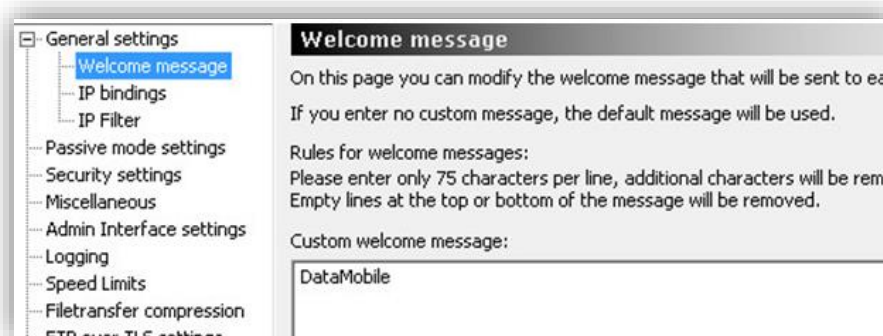 General settings
Welcome message
IP bindings
IP Filter
Passive mode settings
Security settings
Miscellaneous
Admin Interface settings
Logging
Speed Limits
Filetransfer compression
FTP over TLS settings
Welcome message
On this page you can modify the welcome message that will be sent to ea
If you enter no custom message, the default message will be used.
Rules for welcome messages:
Please enter only 75 characters per line, additional characters will be rem
Empty lines at the top or bottom of the message will be removed.
Custom welcome message:
DataMobile